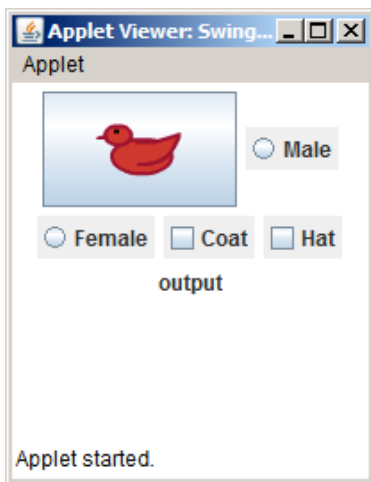 Applet Viewer: Swing...
Applet
Male
Female Coat Hat
output
Applet started.